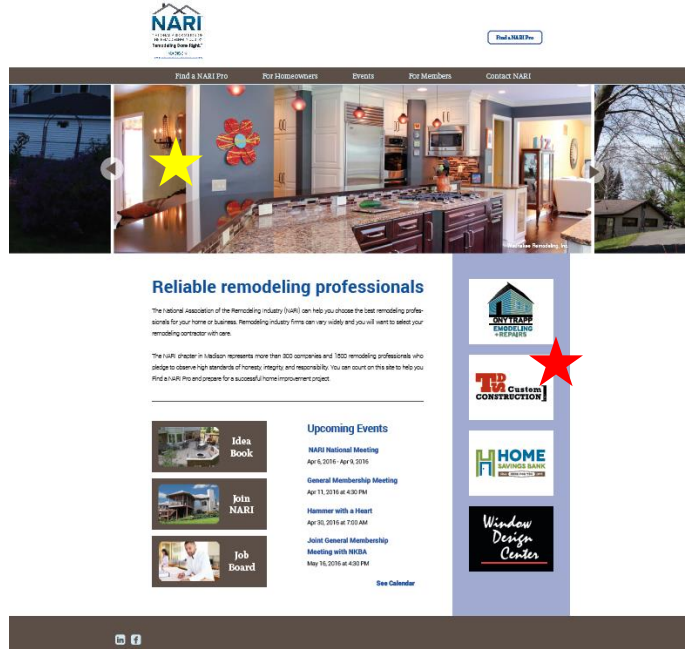 NARI
Remodeling Done Right.™
Find a NARI Pro
Find a NARI Pro
For Homeowners
Events
For Members
Contact NARI
Remodeling, Inc.
Reliable remodeling professionals
The National Association of the Remodeling Industry (NARI) can help you choose the best remodeling profes-
sionals for your home or business. Remodeling industry firms can vary widely and you will want to select your
remodeling contractor with care.
The NARI chapter in Madison represents more than 300 companies and 1600 remodeling professionals who
pledge to observe high standards of honesty, integrity and responsibility. You can count on this site to help you
Find a NARI Pro and prepare for a successful home improvement project.
Idea
Book
Join
NARI
Job
Board
Upcoming Events
NARI National Meeting
Apr 6, 2016 - Apr 9, 2016
General Membership Meeting
Apr 11, 2016 at 4:30 PM
Hammer with a Heart
Apr 30, 2016 at 7:00 AM
Joint General Membership
Meeting with NKBA
May 16, 2016 at 4:30 PM
See Calendar
ONY TRAPP
EMODELING
+REPAIRS
TDS Custom
CONSTRUCTION
HOME
SAVINGS BANK
Window
Design
Center
in
f